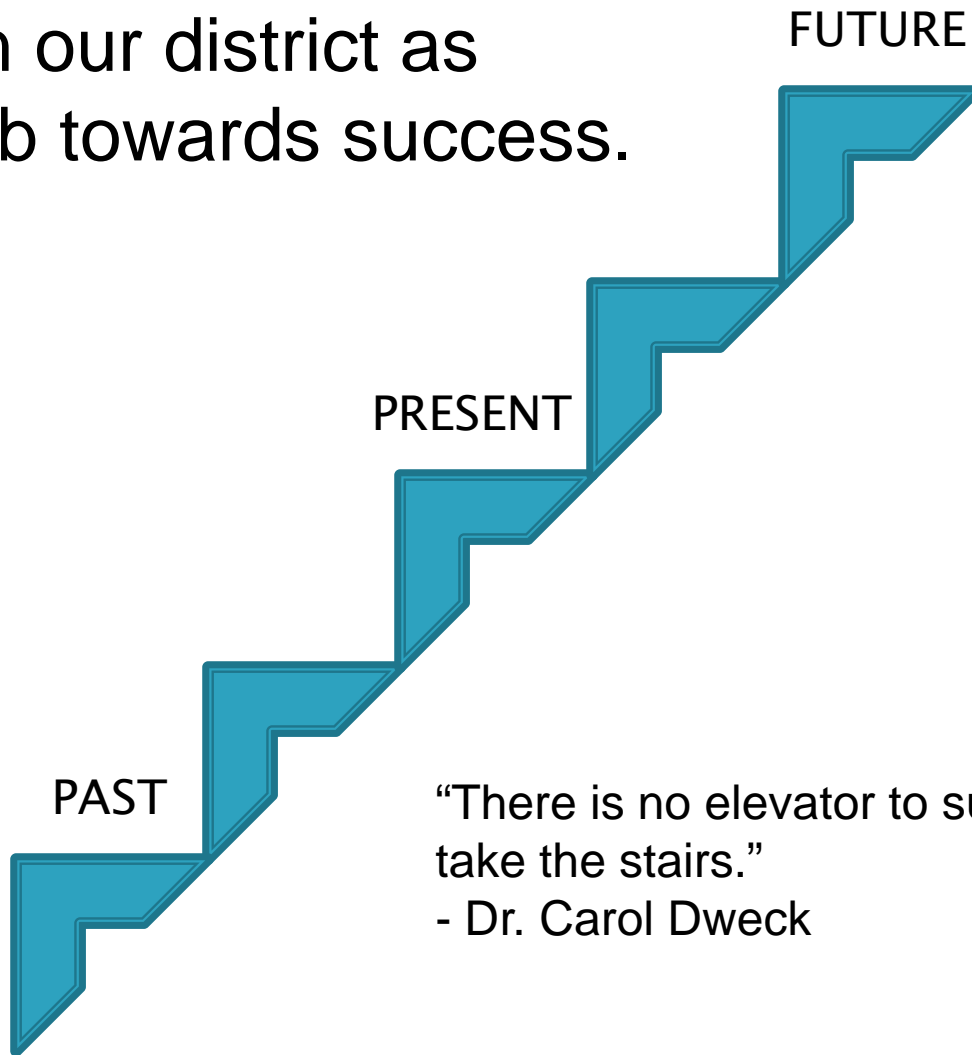 our district as
towards success.
FUTURE
PRESENT
PAST
“There is no elevator to
take the stairs.”
- Dr. Carol Dweck